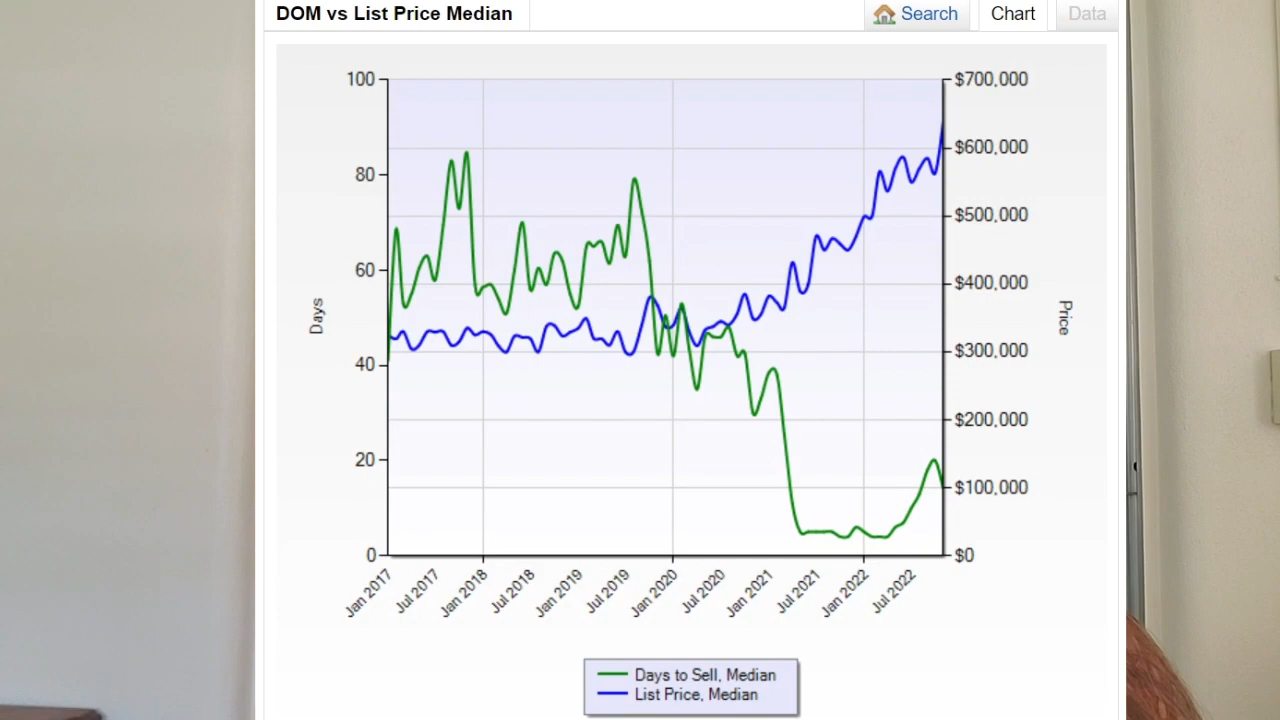 DOM vs List Price Median
Search
Chart
Data
100
80
60
40
20
0
Days
$700,000
$600,000
$500,000
$400,000
$300,000
$200,000
$100,000
$0
Price
Jan 2017
Jul 2017
Jan 2018
Jul 2018
Jan 2019
Jul 2019
Jan 2020
Jul 2020
Jan 2021
Jul 2021
Jan 2022
Jul 2022
Days to Sell, Median
List Price, Median